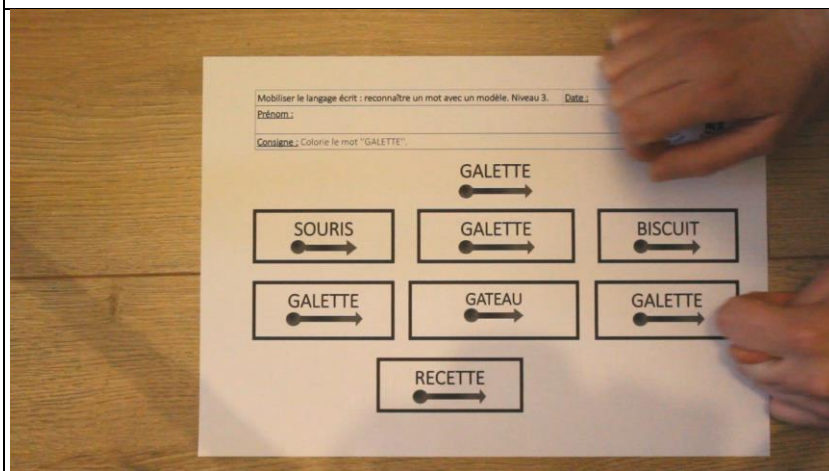 Mobiliser le langage écrit : reconnaître un mot avec un modèle. Niveau 3. Date :
Prénom :
Consigne : Colorie le mot "GALETTE".
GALETTE
SOURIS GALETTE BISCUIT
GALETTE GATEAU GALETTE
RECETTE